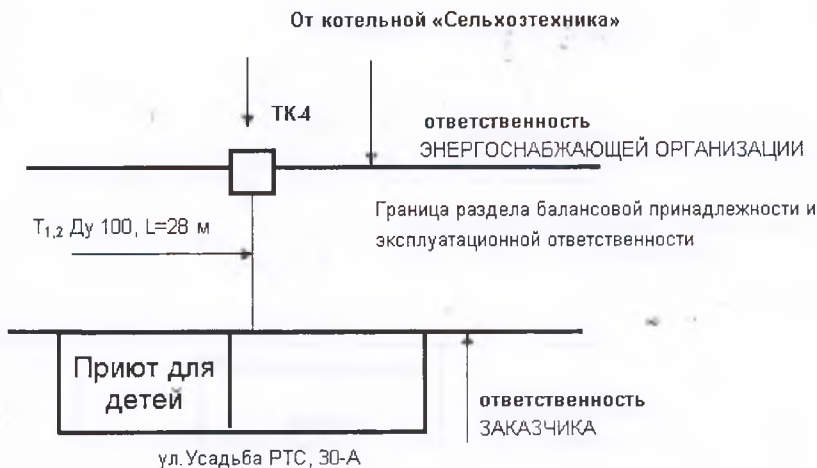 От котельной «Сельхозтехника»
ТК-4
ответственность
ЭНЕРГОСНАБЖАЮЩЕЙ ОРГАНИЗАЦИИ
Т1,2 Ду 100, L=28 м
Граница раздела балансовой принадлежности и
эксплуатационной ответственности
Приют для
детей
ответственность
ЗАКАЗЧИКА
ул.Усадьба РТС, 30-А